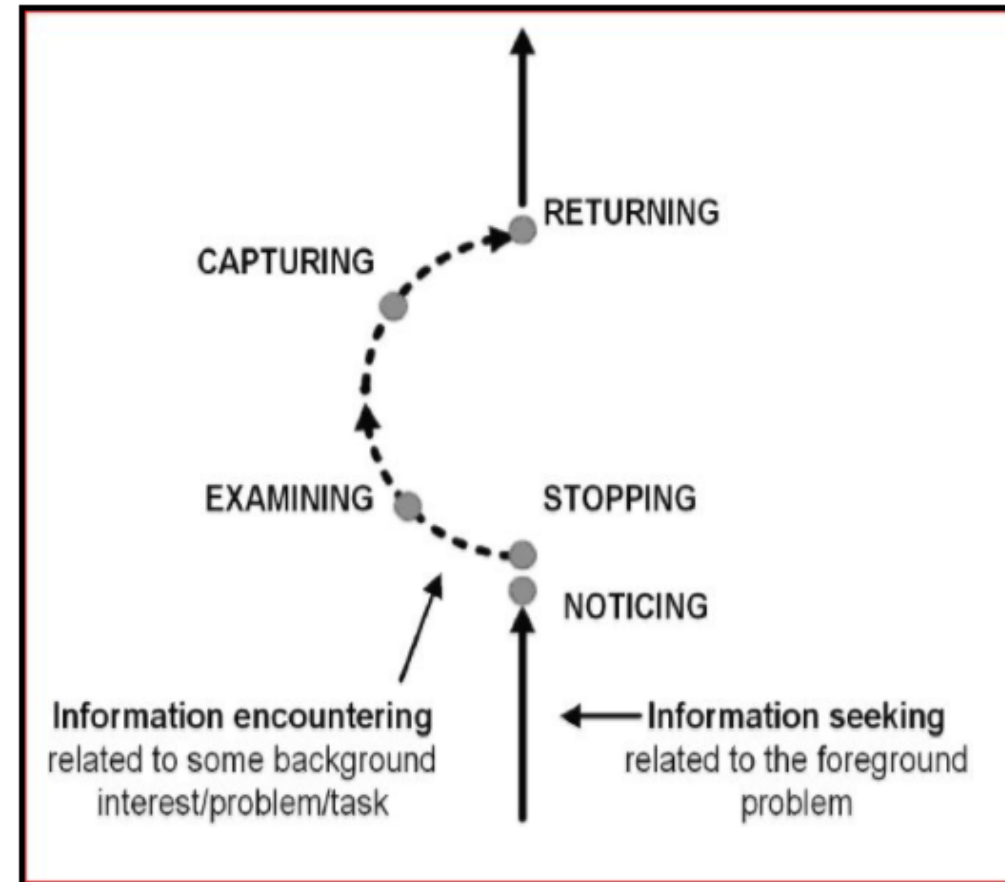 RETURNING
CAPTURING
EXAMINING
STOPPING
NOTICING
Information encountering
related to some background
interest/problem/task
Information seeking
related to the foreground
problem